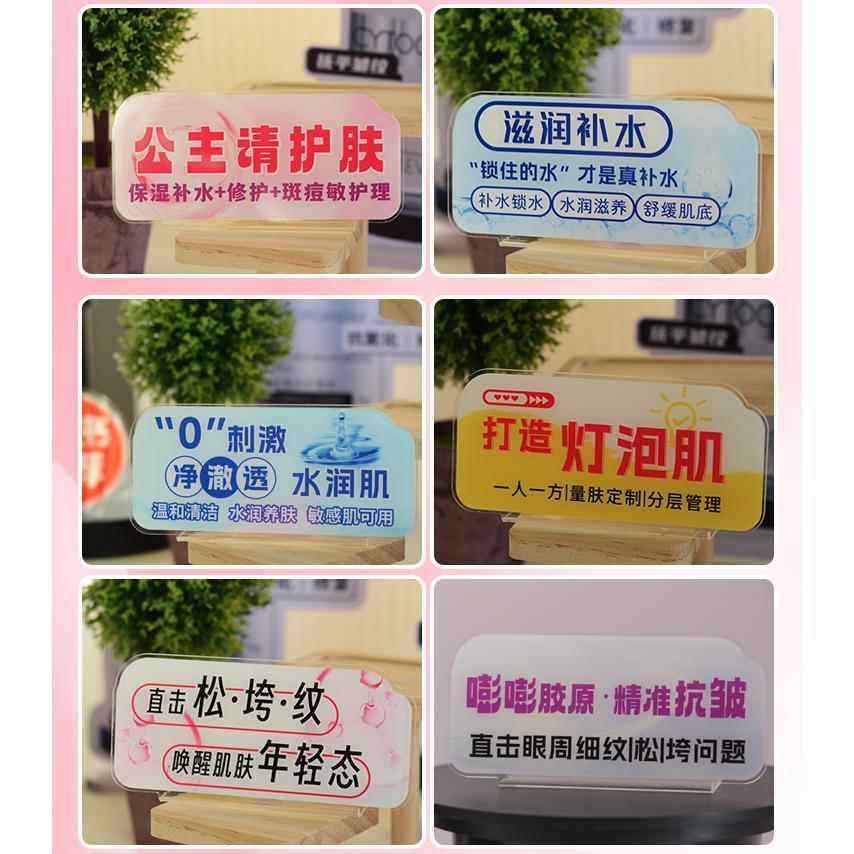 公主请护肤
保湿补水+修护+斑痘敏护理
滋润补水
“锁住的水”才是真补水
补水锁水 水润滋养 舒缓肌底
“0”刺激
净澈透 水润肌
温和清洁 水润养肤 敏感肌可用
打造灯泡肌
一人一方|量肤定制|分层管理
直击松·垮·纹
唤醒肌肤年轻态
嘭嘭胶原·精准抗皱
直击眼周细纹|松|垮问题